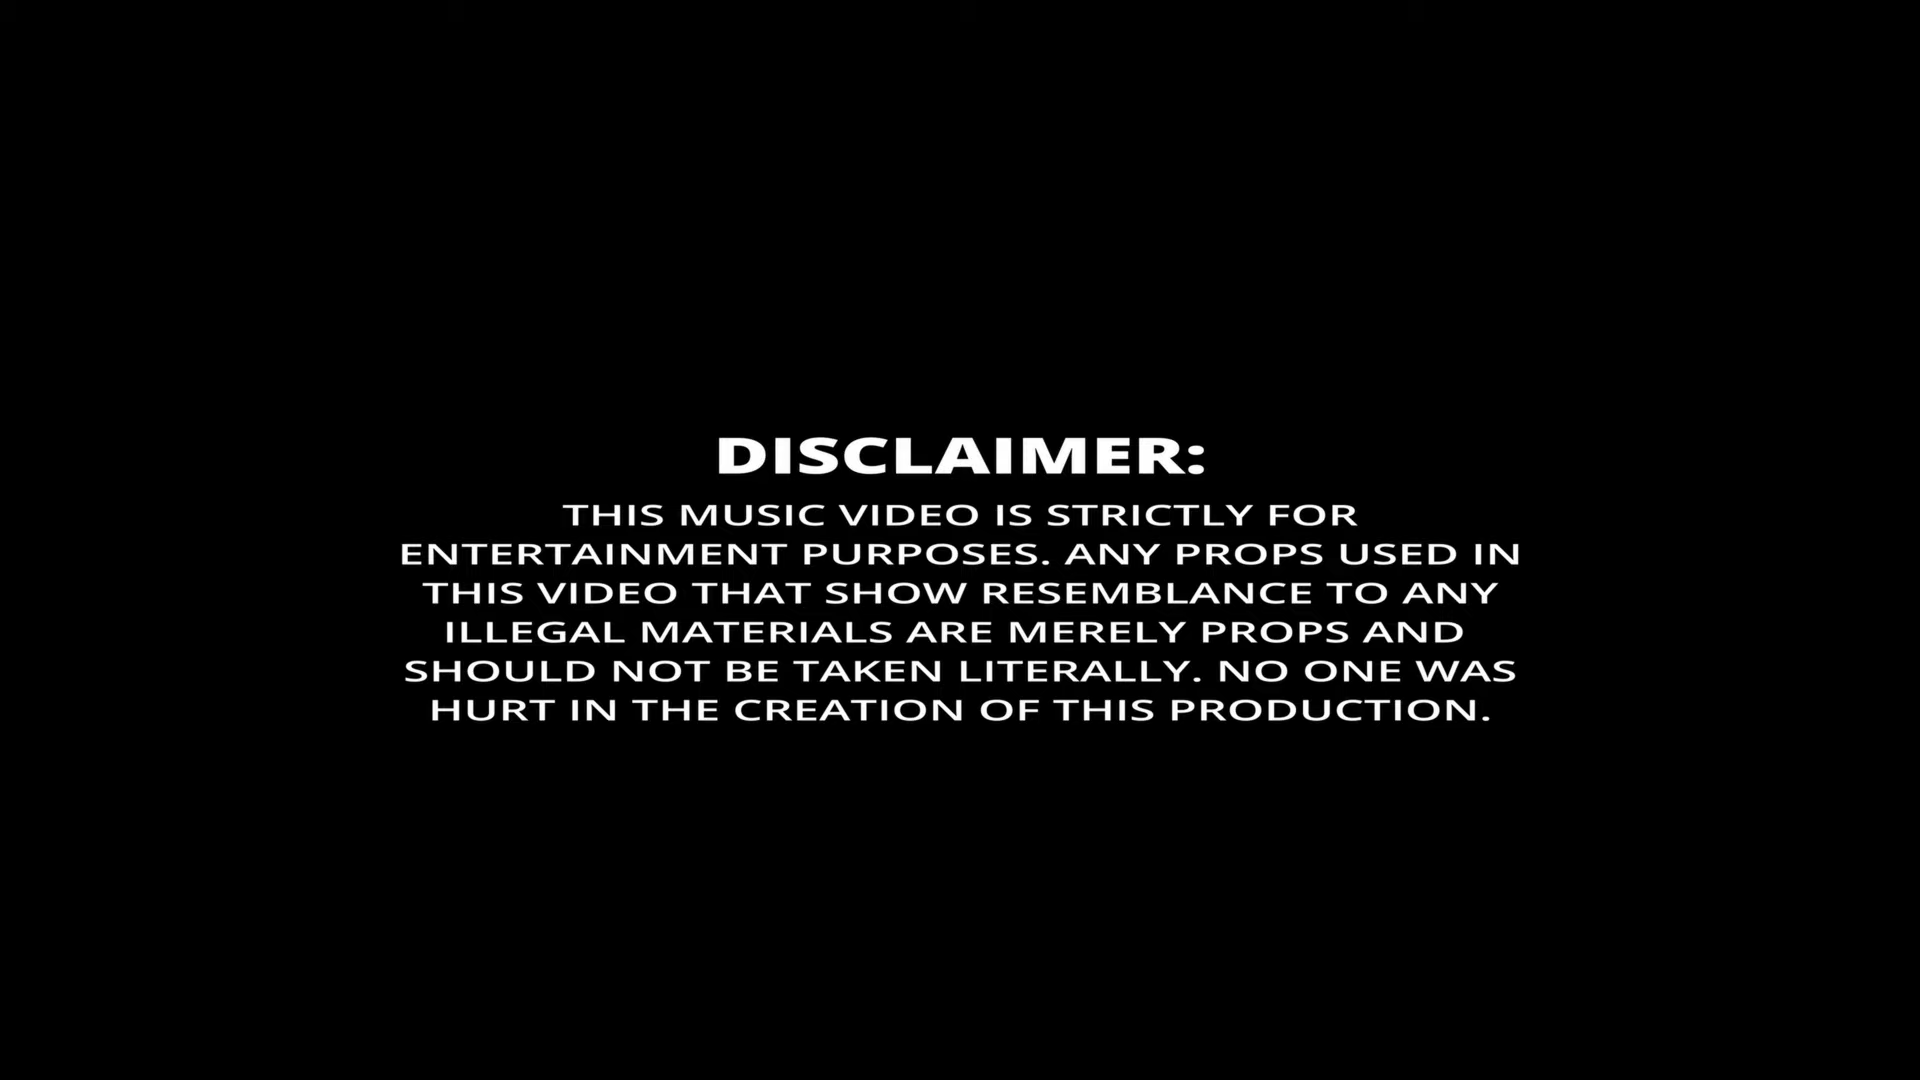 DISCLAIMER:
THIS MUSIC VIDEO IS STRICTLY FOR
ENTERTAINMENT PURPOSES. ANY PROPS USED IN
THIS VIDEO THAT SHOW RESEMBLANCE TO ANY
ILLEGAL MATERIALS ARE MERELY PROPS AND
SHOULD NOT BE TAKEN LITERALLY. NO ONE WAS
HURT IN THE CREATION OF THIS PRODUCTION.